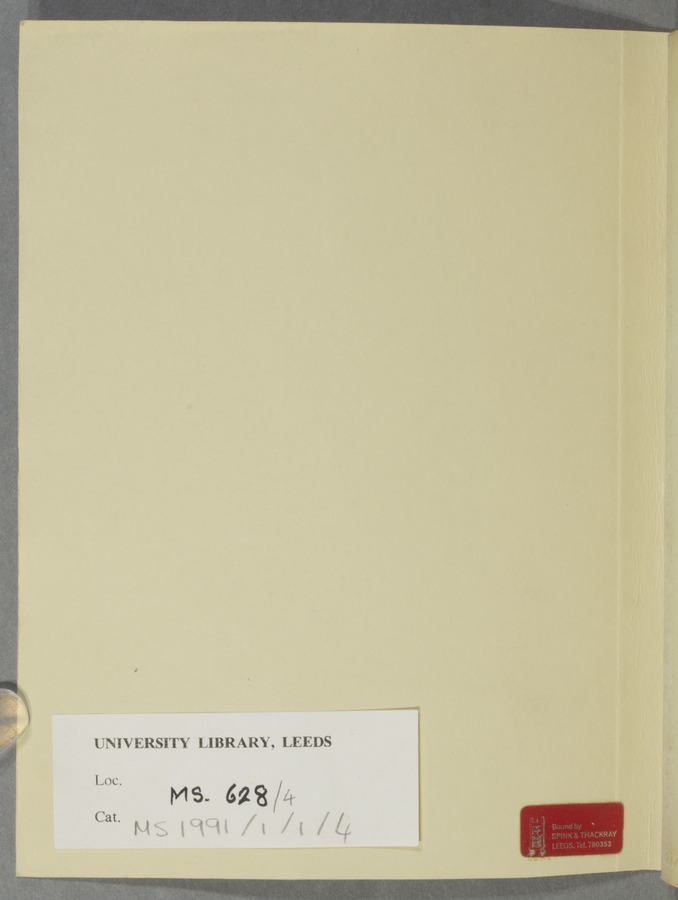 UNIVERSITY LIBRARY, LEEDS
Loc.
MS. 628/4
Cat.
MS 1991/1/1/4
Bound by
SPINK & THACKRAY
LEEDS. Tel. 780353